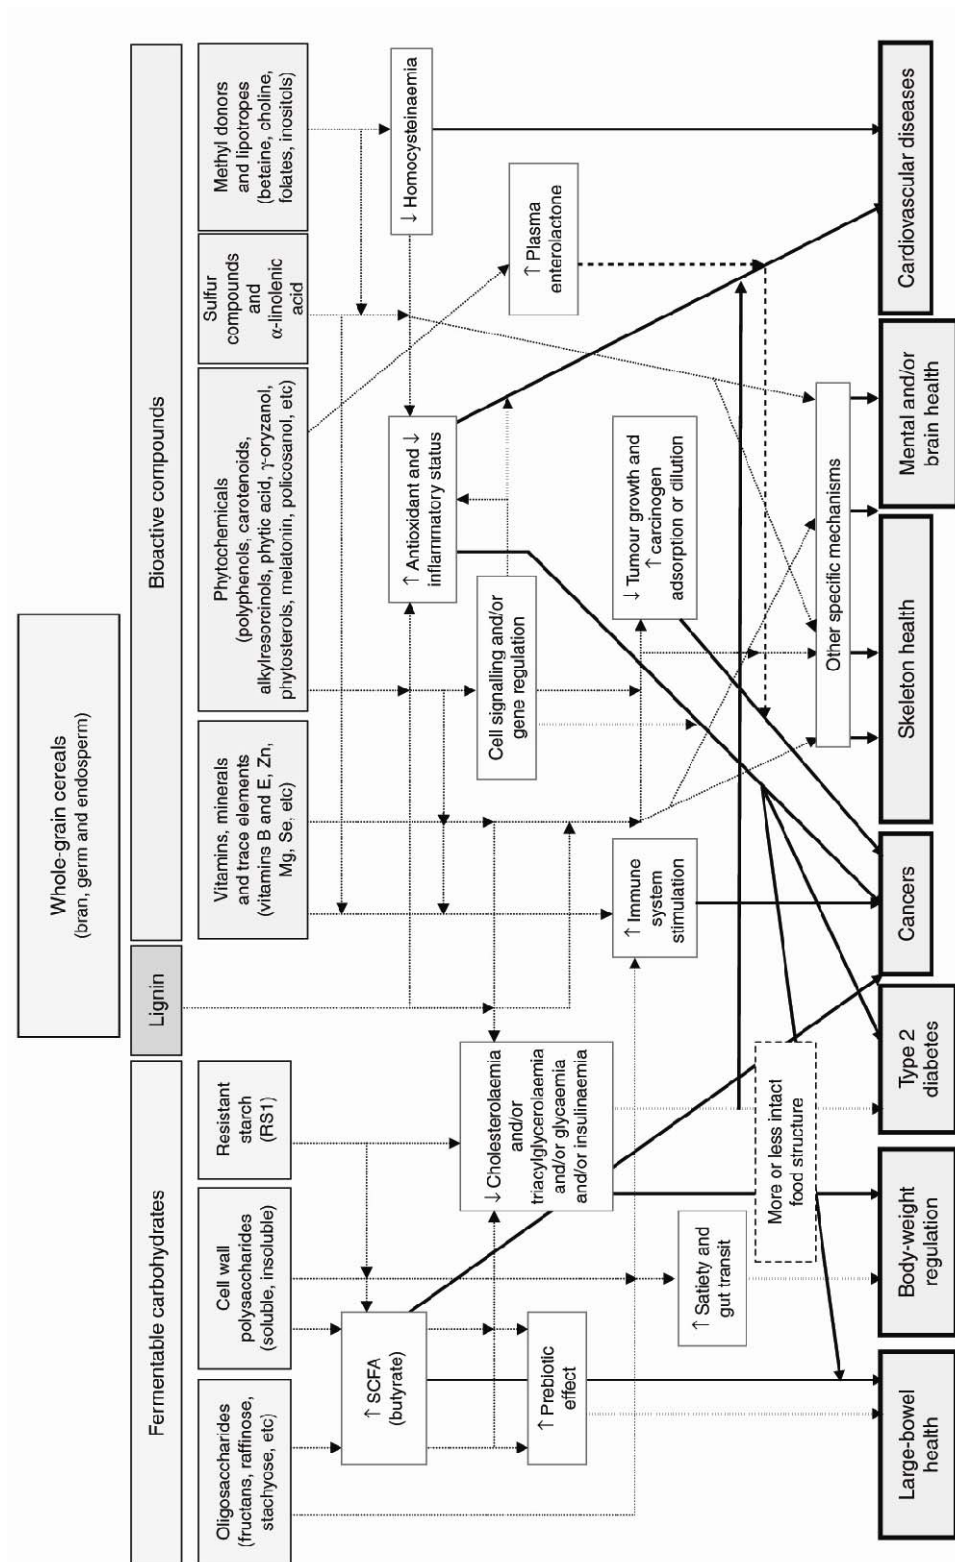 Whole-grain cereals
(bran, germ and endosperm)
Fermentable carbohydrates
Lignin
Bioactive compounds
Oligosaccharides
(fructans, raffinose,
stachyose, etc)
Cell wall
polysaccharides
(soluble, insoluble)
Resistant
starch
(RS1)
Vitamins, minerals
and trace elements
(vitamins B and E, Zn,
Mg, Se, etc)
Phytochemicals
(polyphenols, carotenoids,
alkylresorcinols, phytic acid, γ-oryzanol,
phytosterols, melatonin, policosanol, etc)
Sulfur
compounds
and
α-linolenic
acid
Methyl donors
and lipotropes
(betaine, choline,
folates, inositols)
↑ SCFA
(butyrate)
↑ Antioxidant and ↓
inflammatory status
↓ Homocysteinaemia
↓ Cholesterolaemia
and/or
triacylglycerolaemia
and/or glycaemia
and/or insulinaemia
Cell signalling and/or
gene regulation
↑ Plasma
enterolactone
↑ Prebiotic
effect
↑ Immune
system
stimulation
↓ Tumour growth and
↑ carcinogen
adsorption or dilution
↑ Satiety and
gut transit
More or less intact
food structure
Other specific mechanisms
Large-bowel
health
Body-weight
regulation
Type 2
diabetes
Cancers
Skeleton health
Mental and/or
brain health
Cardiovascular diseases